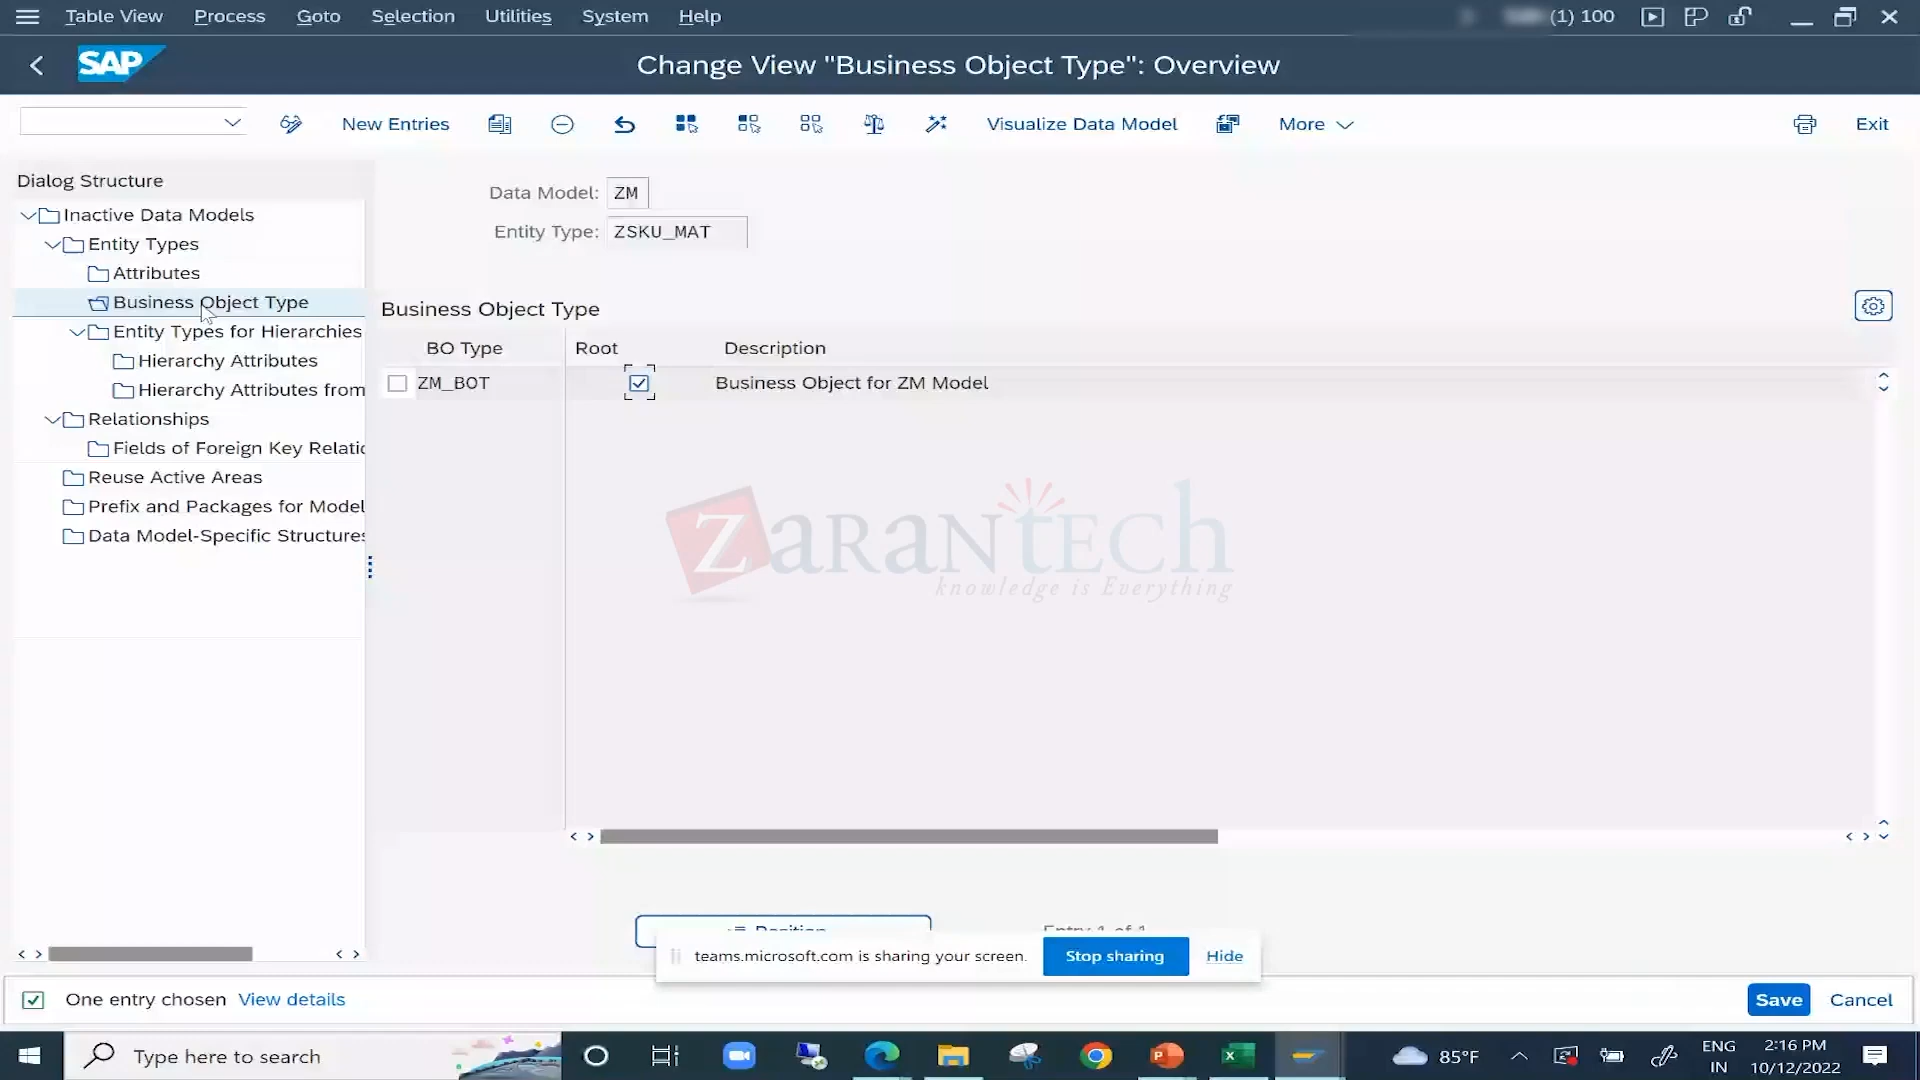 Table View Process Goto Selection Utilities System Help (1) 100
SAP Change View "Business Object Type": Overview
New Entries Visualize Data Model More Exit
Dialog Structure
Inactive Data Models
Entity Types
Attributes
Business Object Type
Entity Types for Hierarchies
Hierarchy Attributes
Hierarchy Attributes from
Relationships
Fields of Foreign Key Relatio
Reuse Active Areas
Prefix and Packages for Model
Data Model-Specific Structures
Data Model: ZM
Entity Type: ZSKU_MAT
Business Object Type
BO Type Root Description
ZM_BOT Business Object for ZM Model
ZaranTech
knowledge is Everything
Position Entry 1 of 1
teams.microsoft.com is sharing your screen. Stop sharing Hide
One entry chosen View details Save Cancel
Type here to search 85°F ENG IN 2:16 PM 10/12/2022